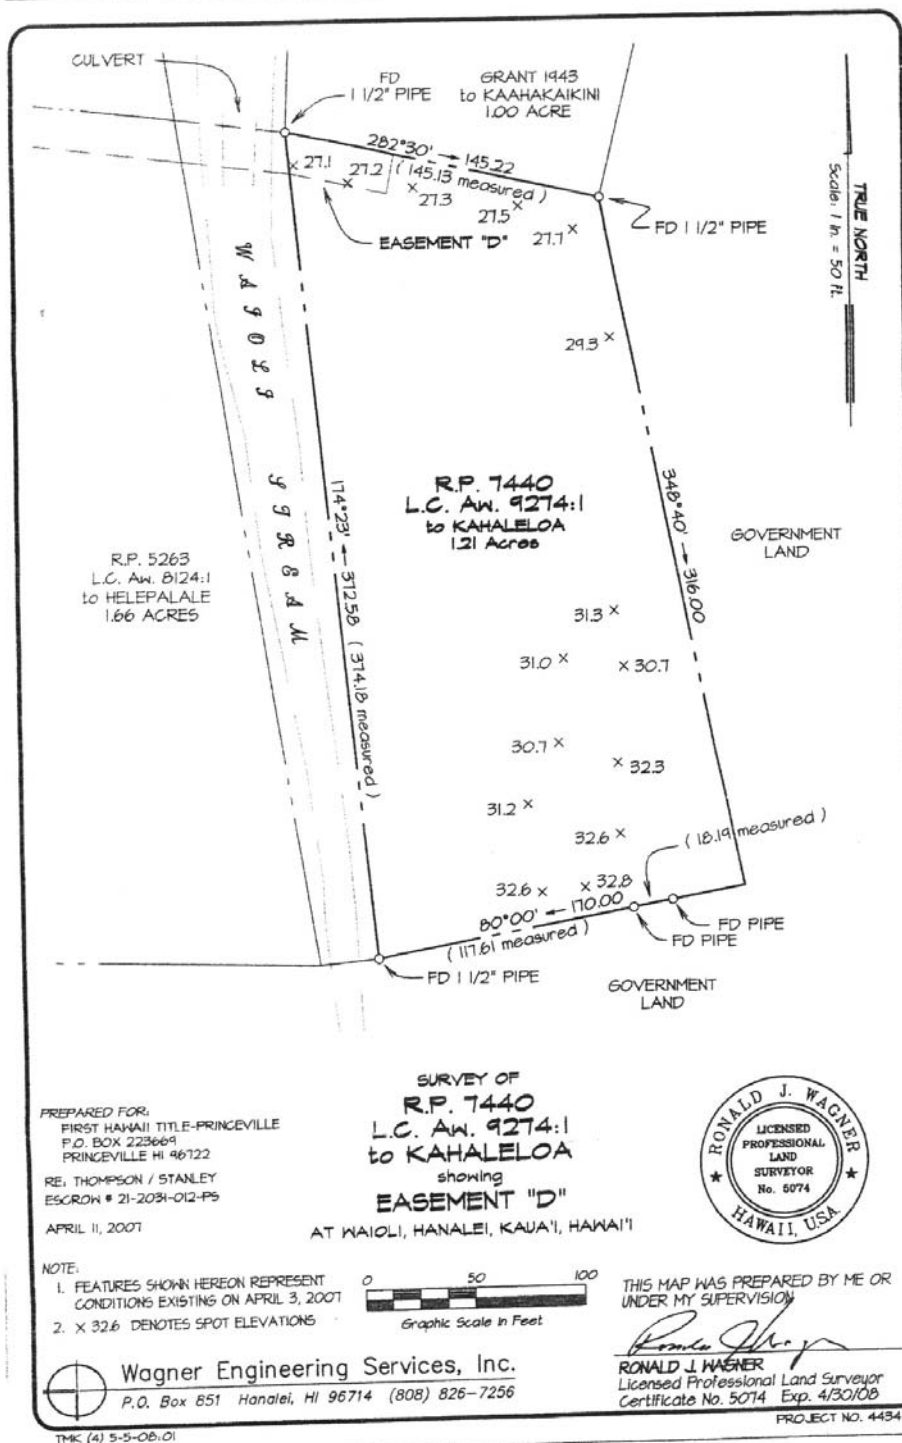 CULVERT
FD
1 1/2" PIPE
GRANT 1943
to KAAHAKAIKINI
1.00 ACRE
282°30' 145.22
( 145.13 measured )
27.1
27.2
27.3
27.5
27.7
EASEMENT "D"
FD 1 1/2" PIPE
TRUE NORTH
Scale: 1 in. = 50 ft.
WAIOLI STREAM
29.3
R.P. 7440
L.C. Aw. 9274:1
to KAHALELOA
1.21 Acres
174°23' 372.58 ( 374.18 measured )
348°40' 316.00
GOVERNMENT
LAND
R.P. 5263
L.C. Aw. 8124:1
to HELEPALALE
1.66 ACRES
31.3
31.0
30.7
30.7
32.3
31.2
32.6
( 18.19 measured )
32.6
32.8
80°00' 170.00
( 117.61 measured )
FD PIPE
FD PIPE
FD 1 1/2" PIPE
GOVERNMENT
LAND
SURVEY OF
R.P. 7440
L.C. Aw. 9274:1
to KAHALELOA
showing
EASEMENT "D"
AT WAIOLI, HANALEI, KAUA'I, HAWAI'I
PREPARED FOR:
FIRST HAWAII TITLE-PRINCEVILLE
P.O. BOX 223669
PRINCEVILLE HI 96722
RE: THOMPSON / STANLEY
ESCROW # 21-2031-012-PS
APRIL 11, 2007
RONALD J. WAGNER
LICENSED
PROFESSIONAL
LAND
SURVEYOR
No. 5074
HAWAII, U.S.A.
NOTE:
1. FEATURES SHOWN HEREON REPRESENT
CONDITIONS EXISTING ON APRIL 3, 2007
2. X 32.6 DENOTES SPOT ELEVATIONS
0 50 100
Graphic Scale in Feet
THIS MAP WAS PREPARED BY ME OR
UNDER MY SUPERVISION
RONALD J. WAGNER
Licensed Professional Land Surveyor
Certificate No. 5074 Exp. 4/30/08
Wagner Engineering Services, Inc.
P.O. Box 851 Hanalei, HI 96714 (808) 826-7256
PROJECT NO. 4434
TMK (4) 5-5-08:01